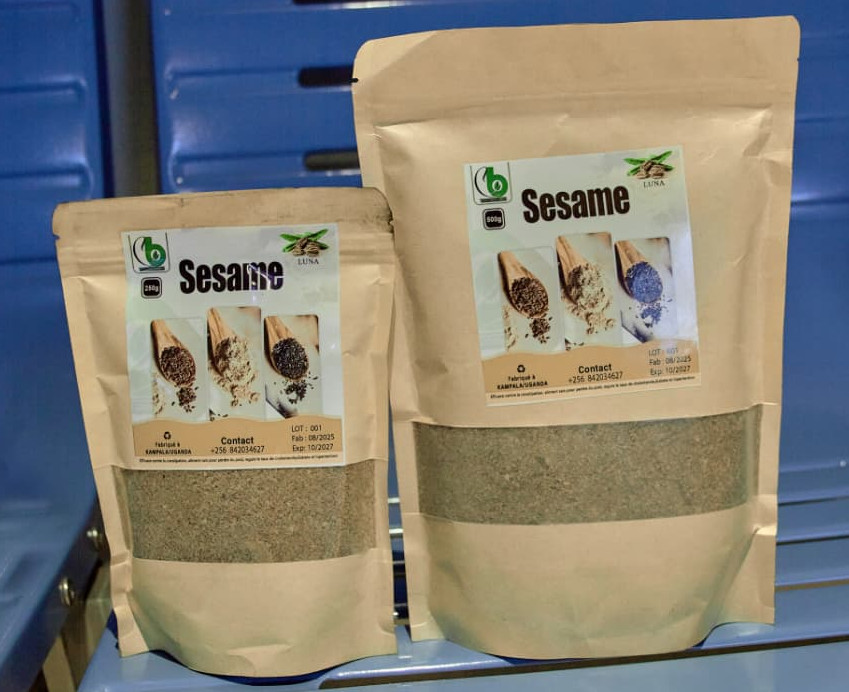 b
LUNA
250g
Sesame
Fabriqué à
KAMPALA/UGANDA
Contact
+256 842034627
LOT : 001
Fab : 08/2025
Exp: 10/2027
b
LUNA
500g
Sesame
Fabriqué à
KAMPALA/UGANDA
Contact
+256 842034627
LOT : 001
Fab : 08/2025
Exp: 10/2027